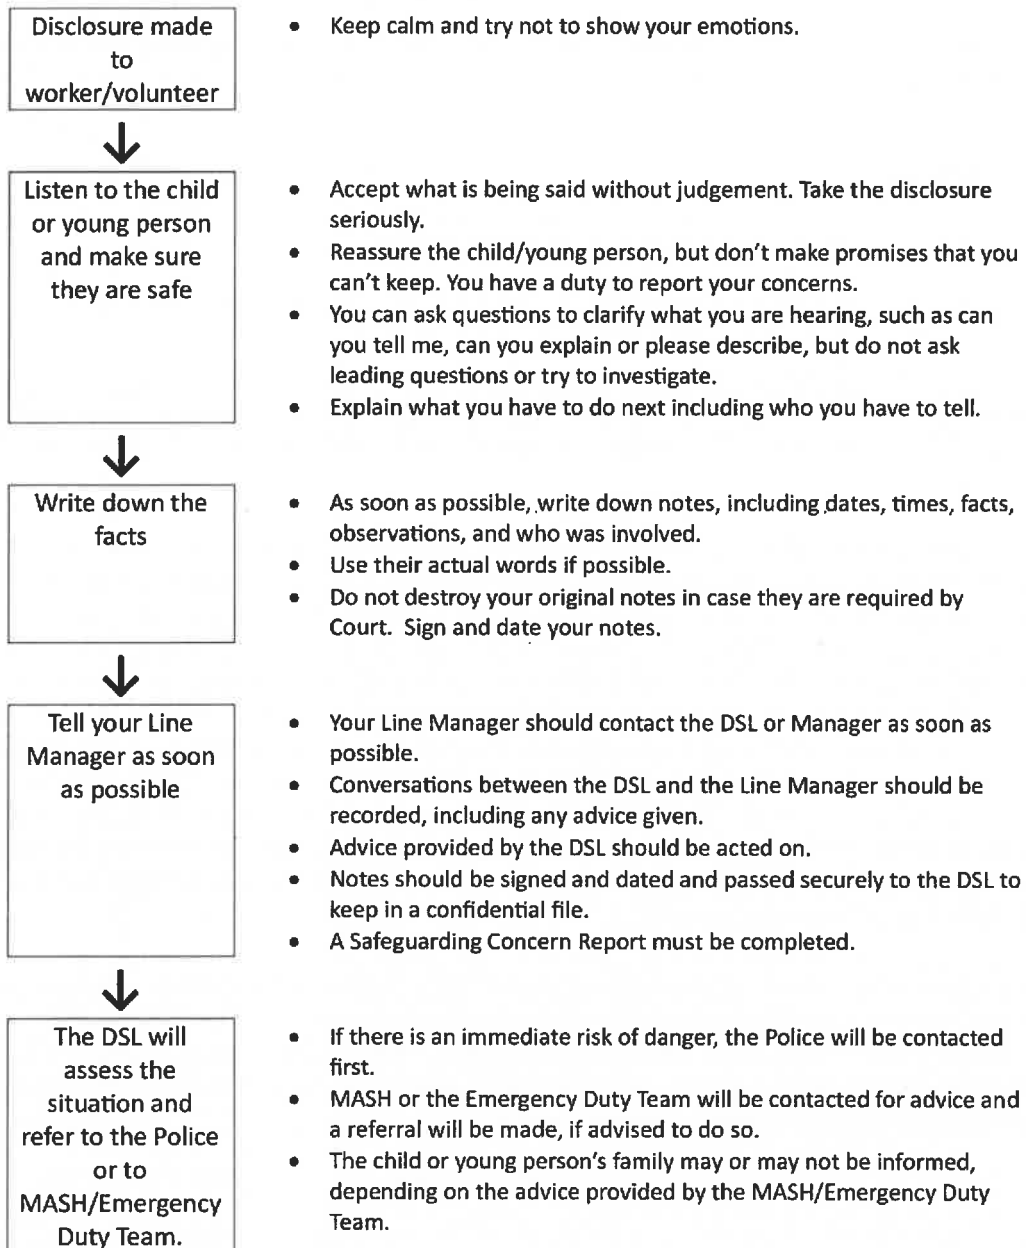 Disclosure made
to
worker/volunteer
• Keep calm and try not to show your emotions.
Listen to the child
or young person
and make sure
they are safe
• Accept what is being said without judgement. Take the disclosure
seriously.
• Reassure the child/young person, but don't make promises that you
can't keep. You have a duty to report your concerns.
• You can ask questions to clarify what you are hearing, such as can
you tell me, can you explain or please describe, but do not ask
leading questions or try to investigate.
• Explain what you have to do next including who you have to tell.
Write down the
facts
• As soon as possible, write down notes, including dates, times, facts,
observations, and who was involved.
• Use their actual words if possible.
• Do not destroy your original notes in case they are required by
Court. Sign and date your notes.
Tell your Line
Manager as soon
as possible
• Your Line Manager should contact the DSL or Manager as soon as
possible.
• Conversations between the DSL and the Line Manager should be
recorded, including any advice given.
• Advice provided by the DSL should be acted on.
• Notes should be signed and dated and passed securely to the DSL to
keep in a confidential file.
• A Safeguarding Concern Report must be completed.
The DSL will
assess the
situation and
refer to the Police
or to
MASH/Emergency
Duty Team.
• If there is an immediate risk of danger, the Police will be contacted
first.
• MASH or the Emergency Duty Team will be contacted for advice and
a referral will be made, if advised to do so.
• The child or young person's family may or may not be informed,
depending on the advice provided by the MASH/Emergency Duty
Team.